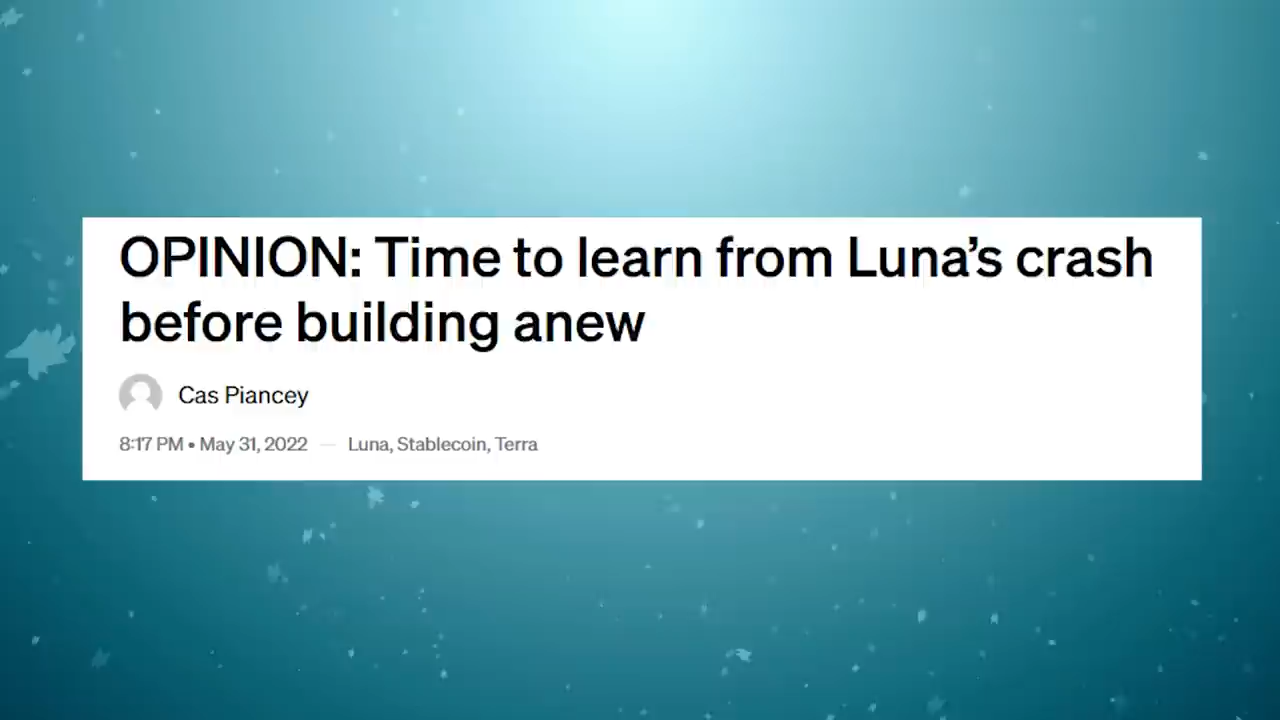 OPINION: Time to learn from Luna’s crash
before building anew
Cas Piancey
8:17 PM • May 31, 2022 — Luna, Stablecoin, Terra